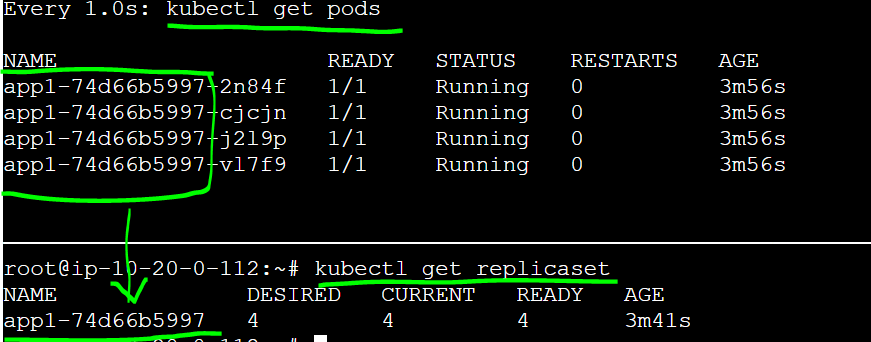 Every 1.0s: kubectl get pods
NAME READY STATUS RESTARTS AGE
app1-74d66b5997-2n84f 1/1 Running 0 3m56s
app1-74d66b5997-cjcjn 1/1 Running 0 3m56s
app1-74d66b5997-j2l9p 1/1 Running 0 3m56s
app1-74d66b5997-vl7f9 1/1 Running 0 3m56s
root@ip-10-20-0-112:~# kubectl get replicaset
NAME DESIRED CURRENT READY AGE
app1-74d66b5997 4 4 4 3m41s